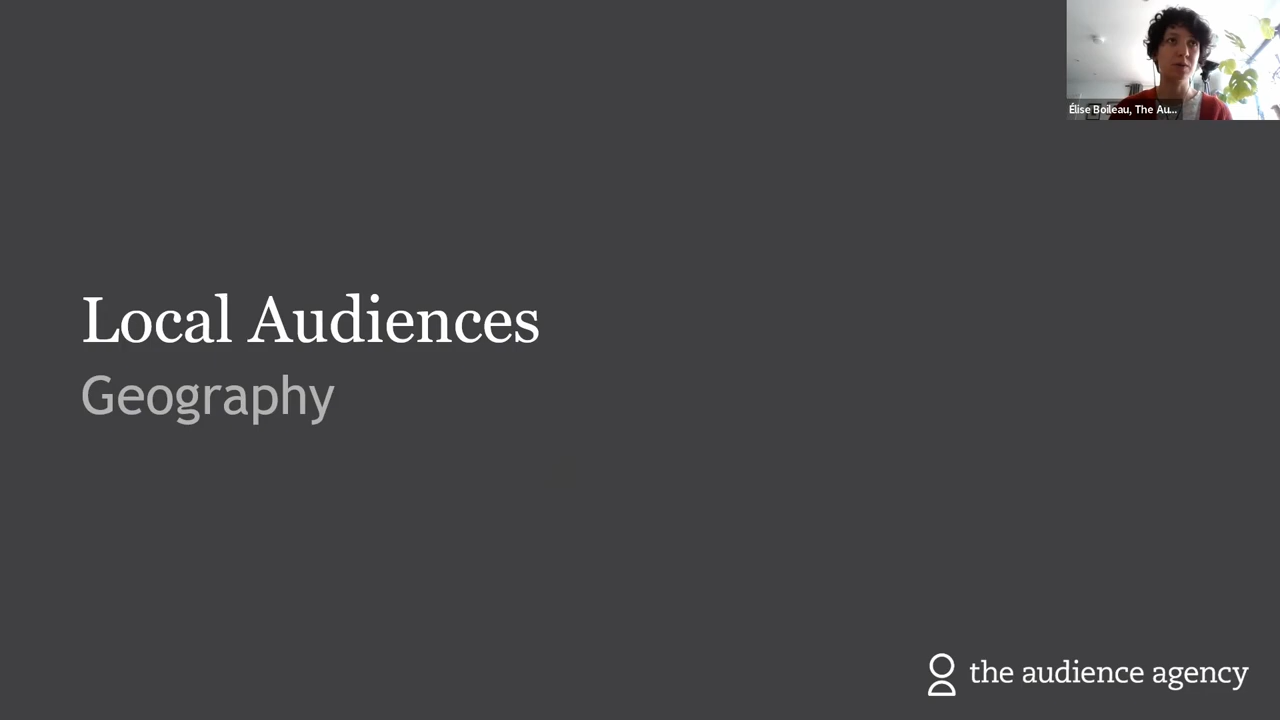 Élise Boileau, The Au...
Local Audiences
Geography
the audience agency